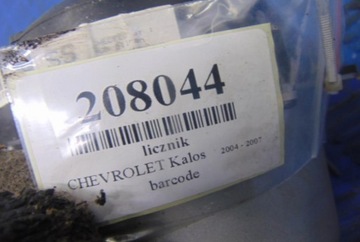 208044
licznik
CHEVROLET Kalos 2004 - 2007
barcode